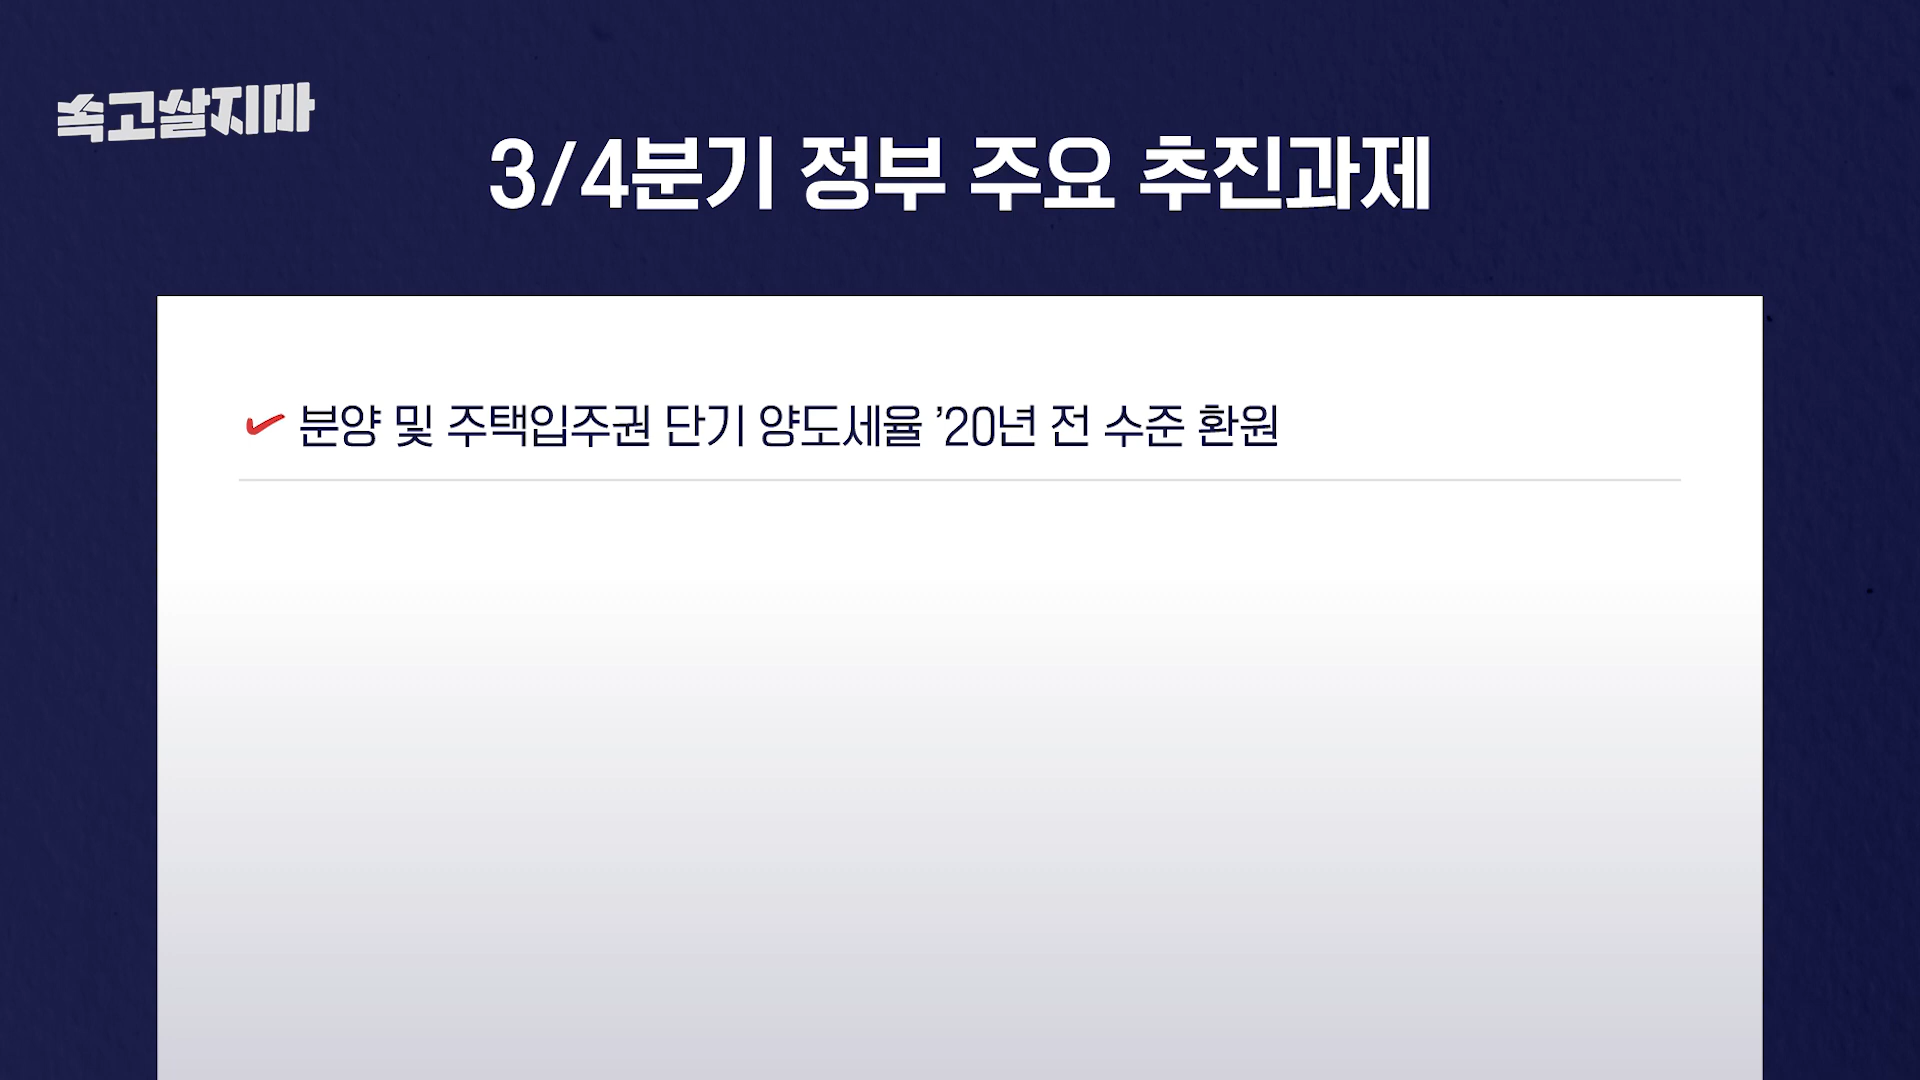 속고살지마
3/4분기 정부 주요 추진과제
분양 및 주택입주권 단기 양도세율 ’20년 전 수준 환원